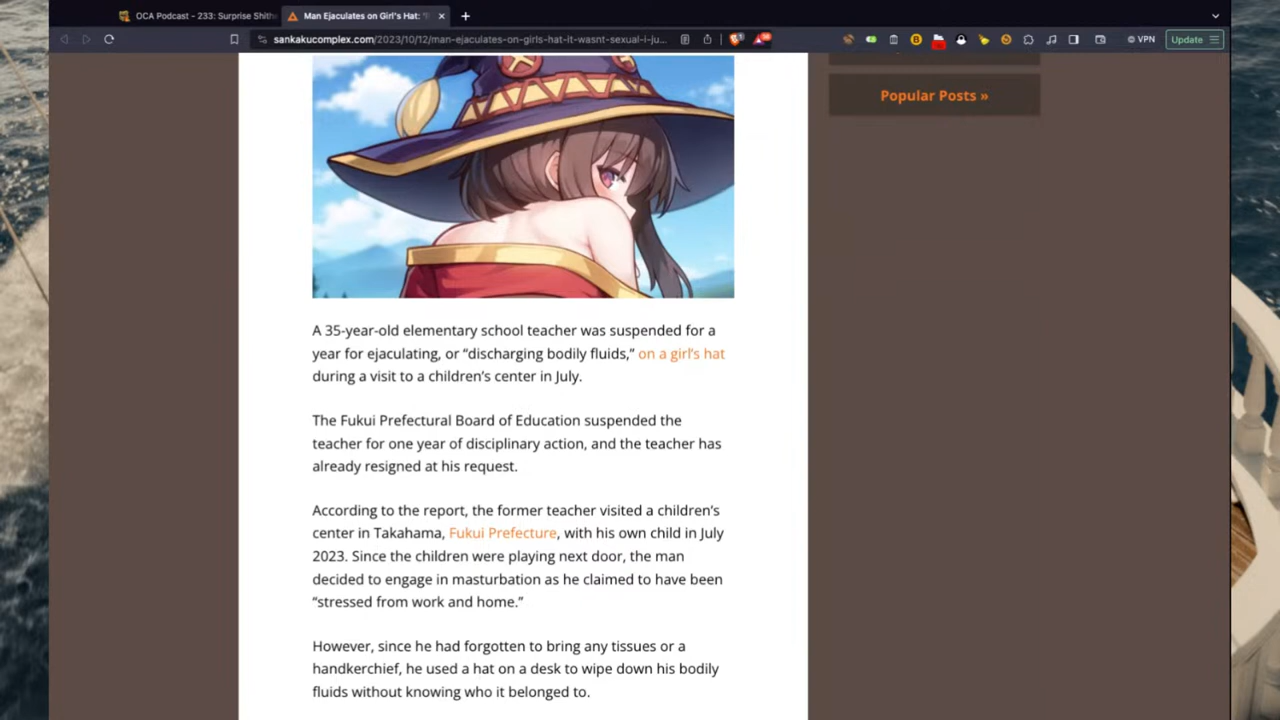 OCA Podcast – 233: Surprise Shith
Man Ejaculates on Girl's Hat: "I
sankakucomplex.com/2023/10/12/man-ejaculates-on-girls-hat-it-wasnt-sexual-i-ju...
VPN
Update
Popular Posts »
A 35-year-old elementary school teacher was suspended for a
year for ejaculating, or “discharging bodily fluids,” on a girl’s hat
during a visit to a children’s center in July.
The Fukui Prefectural Board of Education suspended the
teacher for one year of disciplinary action, and the teacher has
already resigned at his request.
According to the report, the former teacher visited a children’s
center in Takahama, Fukui Prefecture, with his own child in July
2023. Since the children were playing next door, the man
decided to engage in masturbation as he claimed to have been
“stressed from work and home.”
However, since he had forgotten to bring any tissues or a
handkerchief, he used a hat on a desk to wipe down his bodily
fluids without knowing who it belonged to.